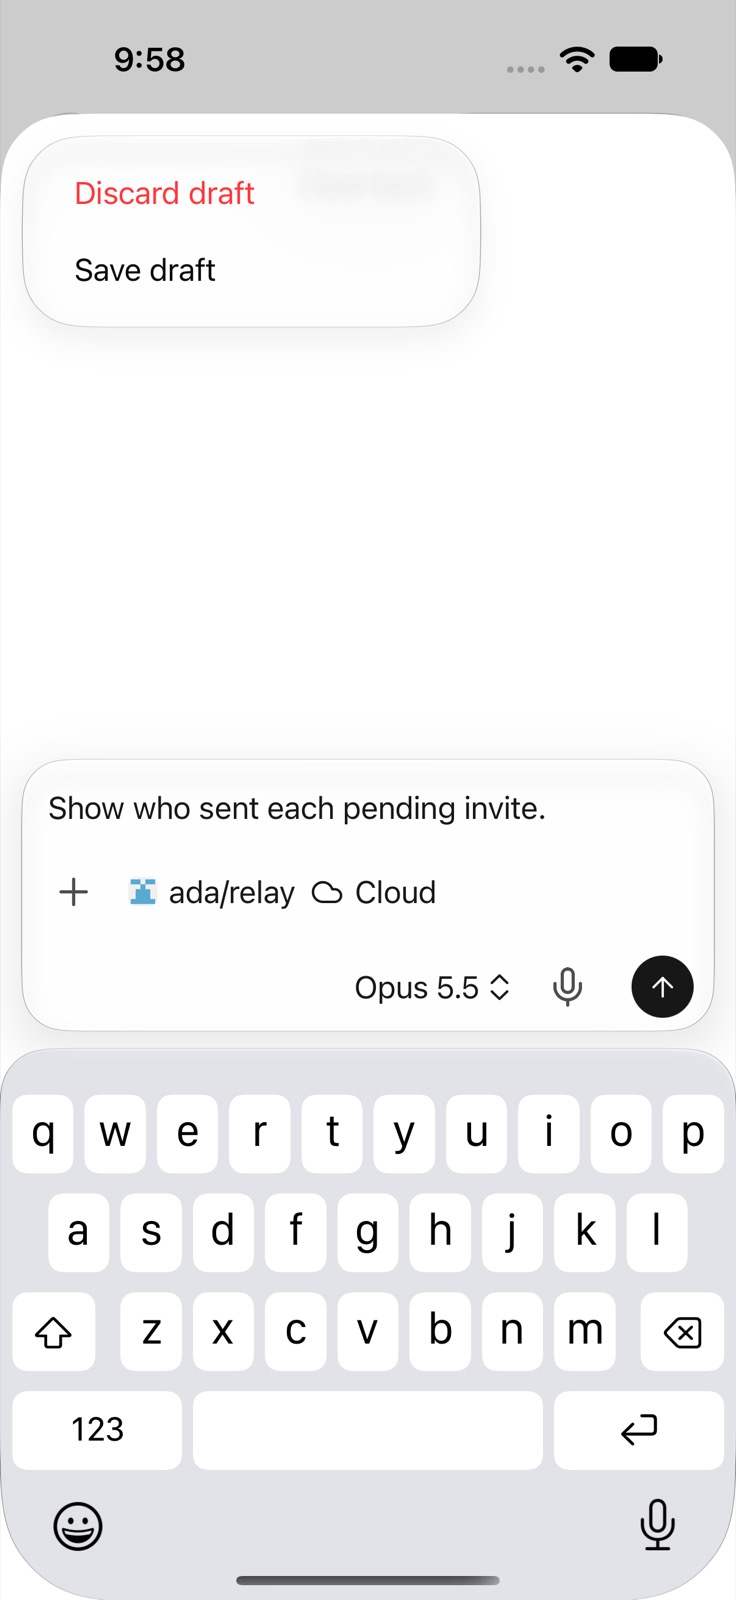 9:58
Discard draft
Save draft
Show who sent each pending invite.
ada/relay Cloud
Opus 5.5
q w e r t y u i o p
a s d f g h j k l
z x c v b n m
123